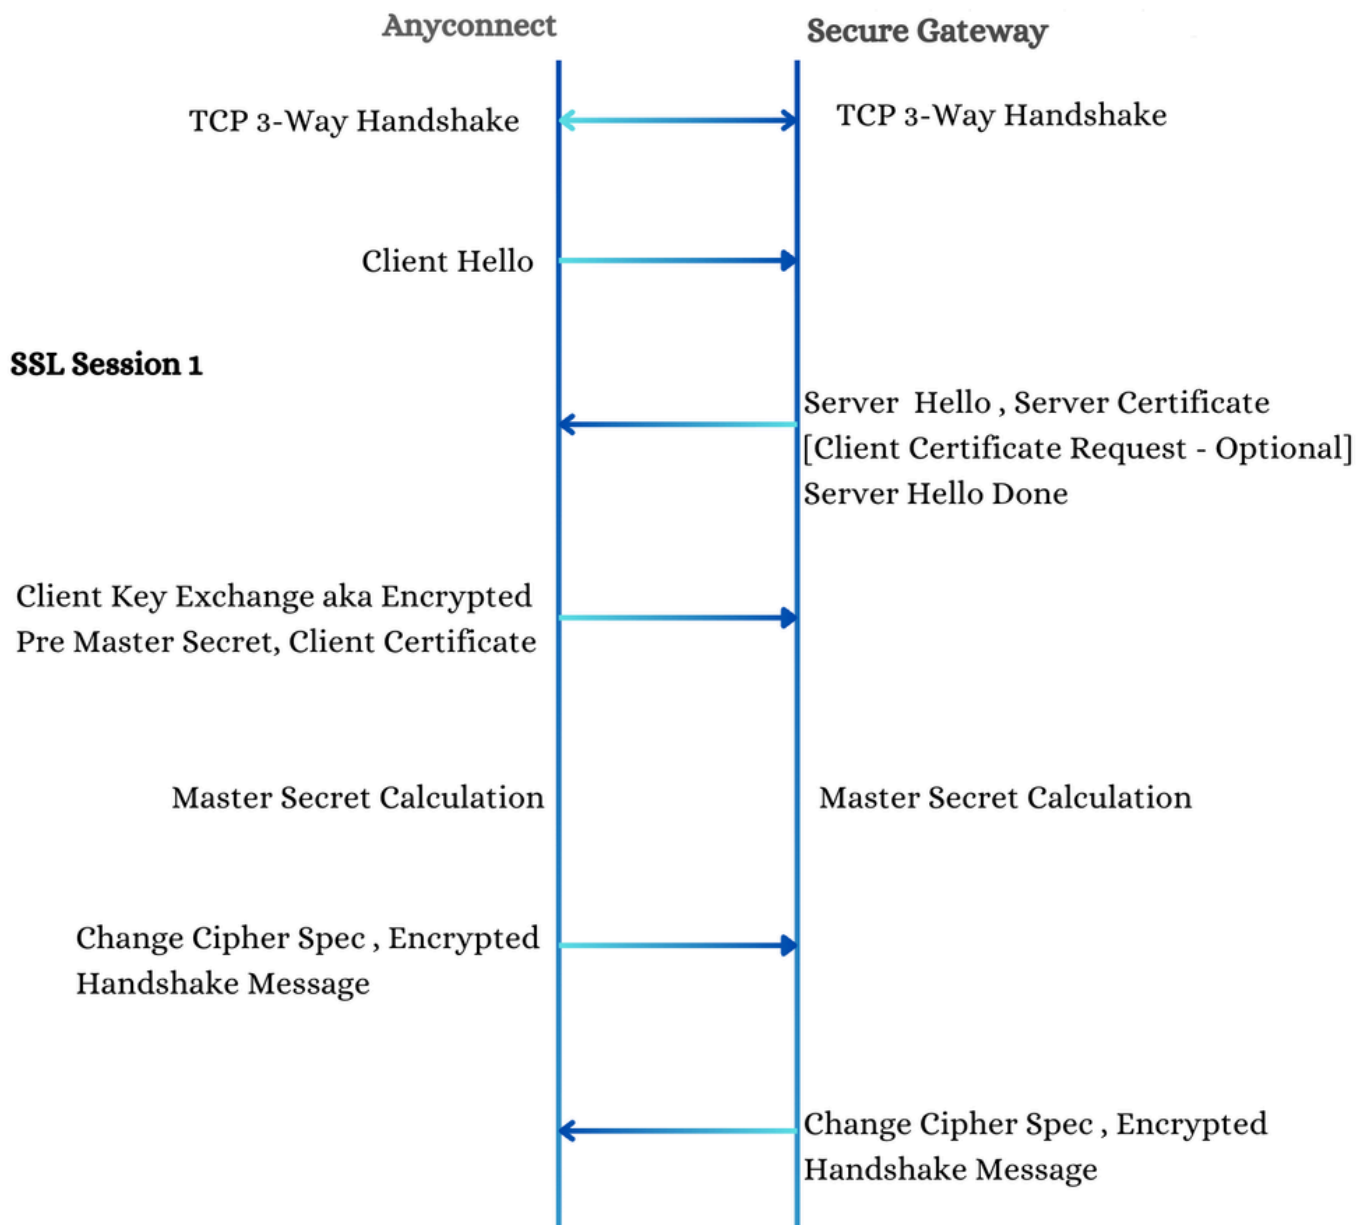 Anyconnect
Secure Gateway
TCP 3-Way Handshake
TCP 3-Way Handshake
Client Hello
SSL Session 1
Server Hello , Server Certificate
[Client Certificate Request - Optional]
Server Hello Done
Client Key Exchange aka Encrypted
Pre Master Secret, Client Certificate
Master Secret Calculation
Master Secret Calculation
Change Cipher Spec , Encrypted
Handshake Message
Change Cipher Spec , Encrypted
Handshake Message